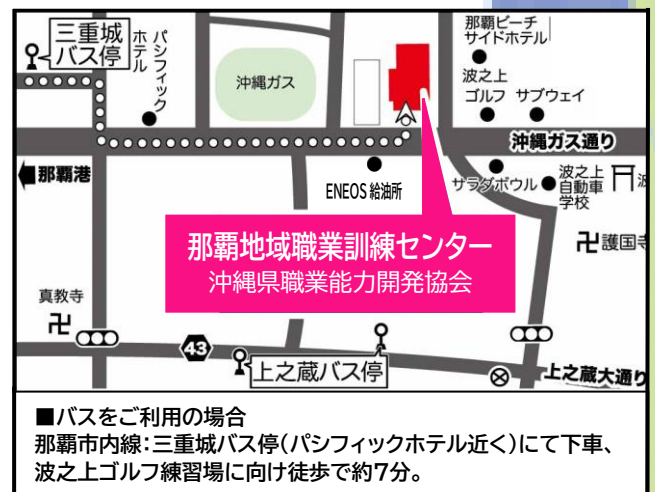 三重城
バス停
パシフィック
ホテル
沖縄ガス
那覇ビーチ
サイドホテル
波之上
ゴルフ
サブウェイ
沖縄ガス通り
那覇港
ENEOS 給油所
サラダボウル
波之上
自動車
学校
波
護国寺
那覇地域職業訓練センター
沖縄県職業能力開発協会
真教寺
43
上之蔵バス停
上之蔵大通り
■バスをご利用の場合
那覇市内線:三重城バス停(パシフィックホテル近く)にて下車、
波之上ゴルフ練習場に向け徒歩で約7分。